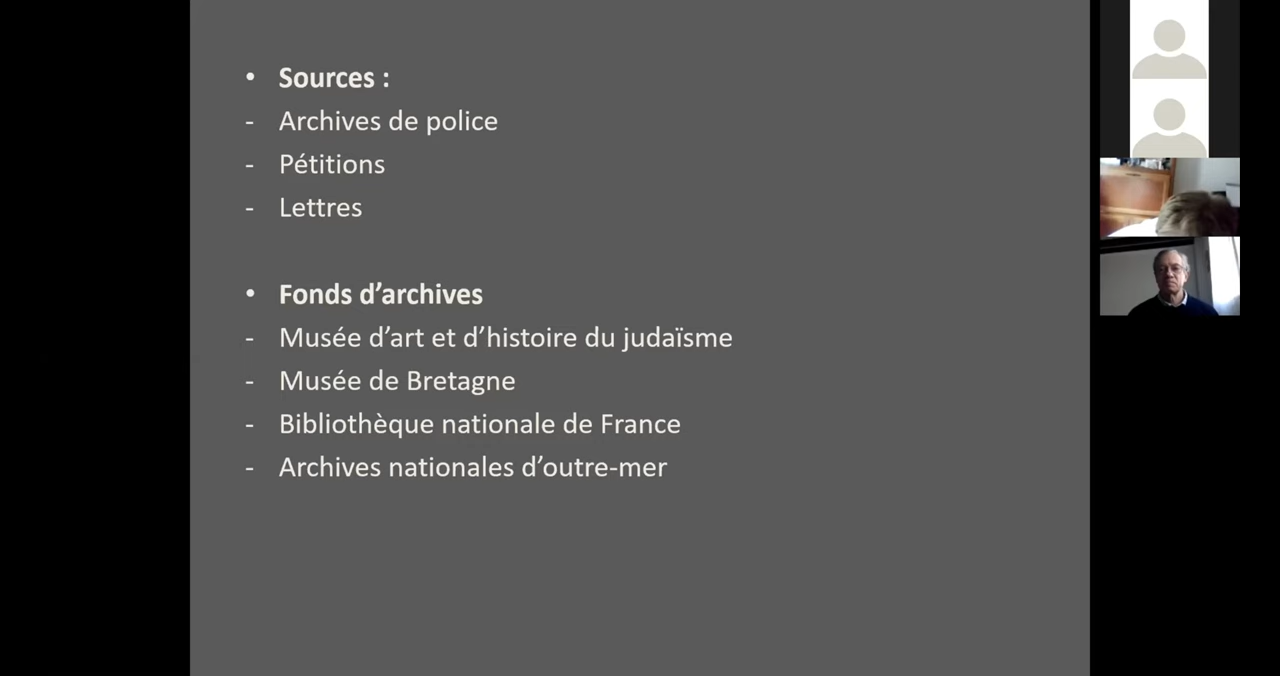 • Sources :
- Archives de police
- Pétitions
- Lettres
• Fonds d’archives
- Musée d’art et d’histoire du judaïsme
- Musée de Bretagne
- Bibliothèque nationale de France
- Archives nationales d’outre-mer